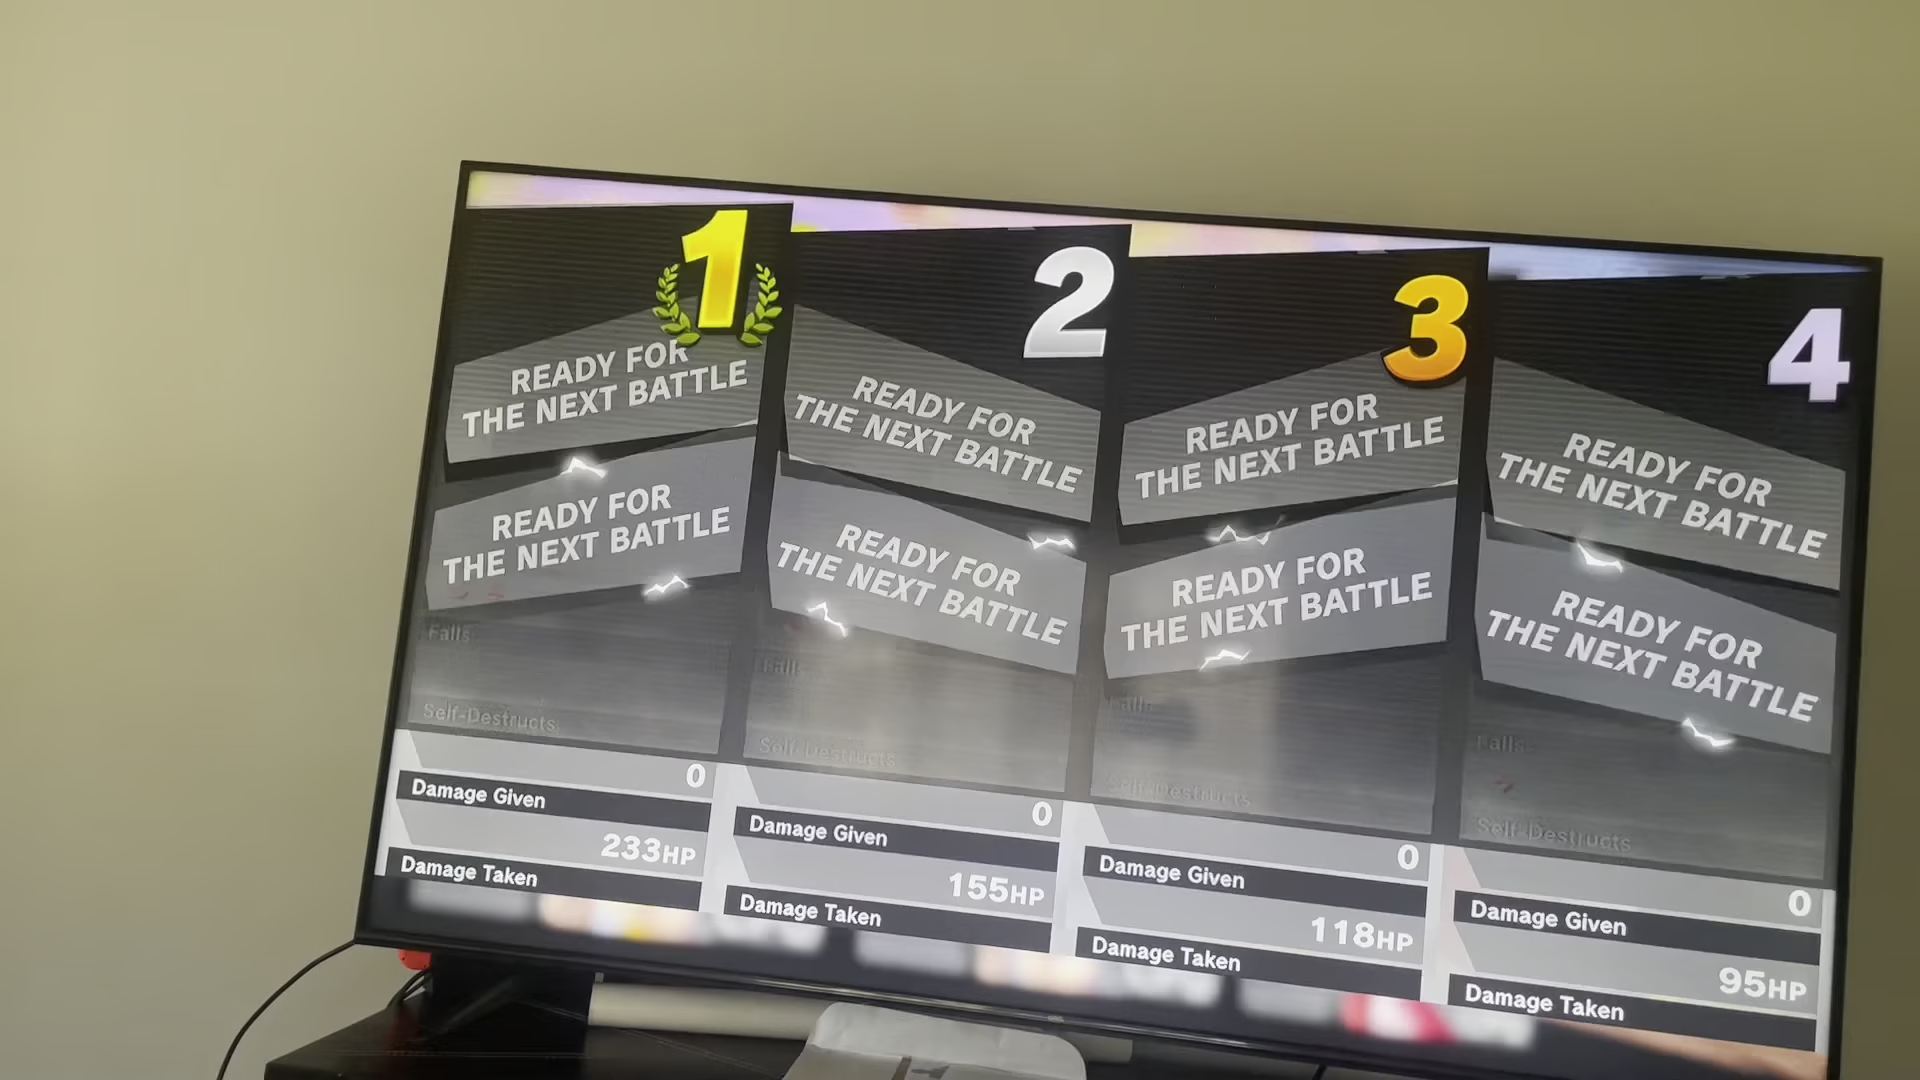 1
READY FOR
THE NEXT BATTLE
READY FOR
THE NEXT BATTLE
Falls
Self-Destructs
0
Damage Given
233HP
Damage Taken
2
READY FOR
THE NEXT BATTLE
READY FOR
THE NEXT BATTLE
Falls
Self-Destructs
0
Damage Given
155HP
Damage Taken
3
READY FOR
THE NEXT BATTLE
READY FOR
THE NEXT BATTLE
Falls
Self-Destructs
0
Damage Given
118HP
Damage Taken
4
READY FOR
THE NEXT BATTLE
READY FOR
THE NEXT BATTLE
Falls
Self-Destructs
0
Damage Given
95HP
Damage Taken